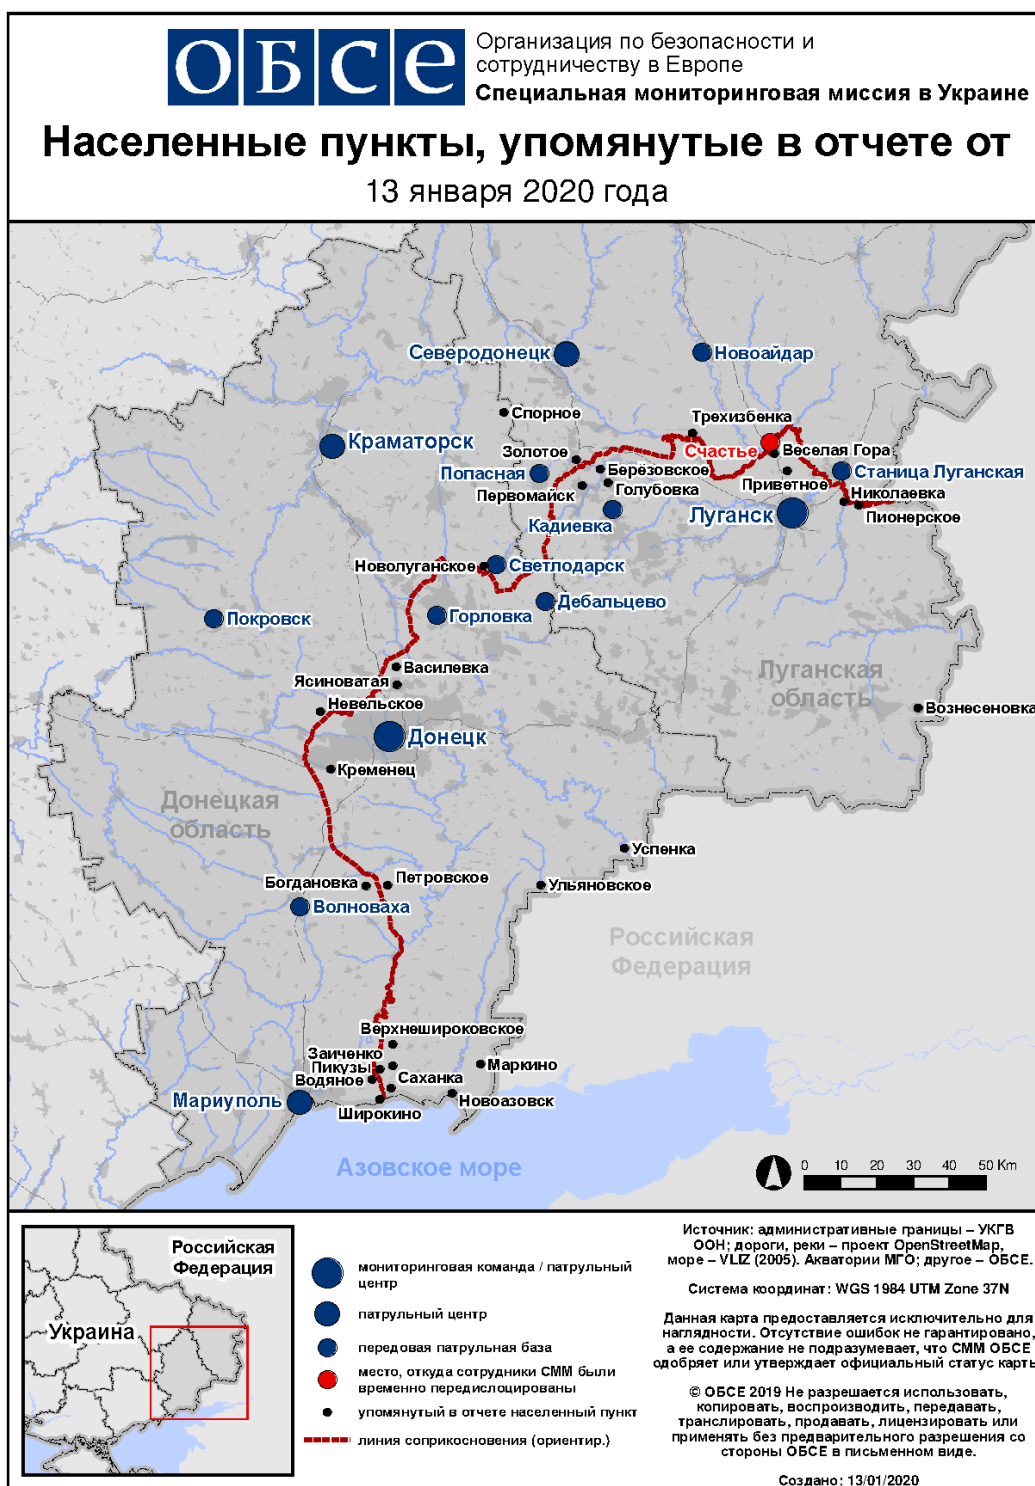 ОБСЕ
Организация по безопасности и
сотрудничеству в Европе
Специальная мониторинговая миссия в Украине
Населенные пункты, упомянутые в отчете от
13 января 2020 года
Северодонецк
Новоайдар
Спорное
Трехизбенка
Краматорск
Счастье
Веселая Гора
Золотое
Попасная
Берёзовское
Станица Луганская
Приветное
Первомайск
Голубовка
Николаевка
Луганск
Пионерское
Кадиевка
Новолуганское
Светлодарск
Дебальцево
Покровск
Горловка
Василевка
Луганская
область
Ясиноватая
Невельское
Вознесеновка
Донецк
Кременец
Донецкая
область
Успенка
Богдановка
Петровское
Ульяновское
Волноваха
Российская
Федерация
Верхнешироковское
Заиченко
Пикузы
Маркино
Водяное
Саханка
Мариуполь
Новоазовск
Широкино
Азовское море
0 10 20 30 40 50 Km
Российская
Федерация
Украина
мониторинговая команда / патрульный
центр
патрульный центр
передовая патрульная база
место, откуда сотрудники СММ были
временно передислоцированы
упомянутый в отчете населенный пункт
линия соприкосновения (ориентир.)
Источник: административные границы – УКГВ
ООН; дороги, реки – проект OpenStreetMap,
море – VLIZ (2005). Акватории МГО; другое – ОБСЕ.
Система координат: WGS 1984 UTM Zone 37N
Данная карта предоставляется исключительно для
наглядности. Отсутствие ошибок не гарантировано,
а ее содержание не подразумевает, что СММ ОБСЕ
одобряет или утверждает официальный статус карты
© ОБСЕ 2019 Не разрешается использовать,
копировать, воспроизводить, передавать,
транслировать, продавать, лицензировать или
применять без предварительного разрешения со
стороны ОБСЕ в письменном виде.
Создано: 13/01/2020